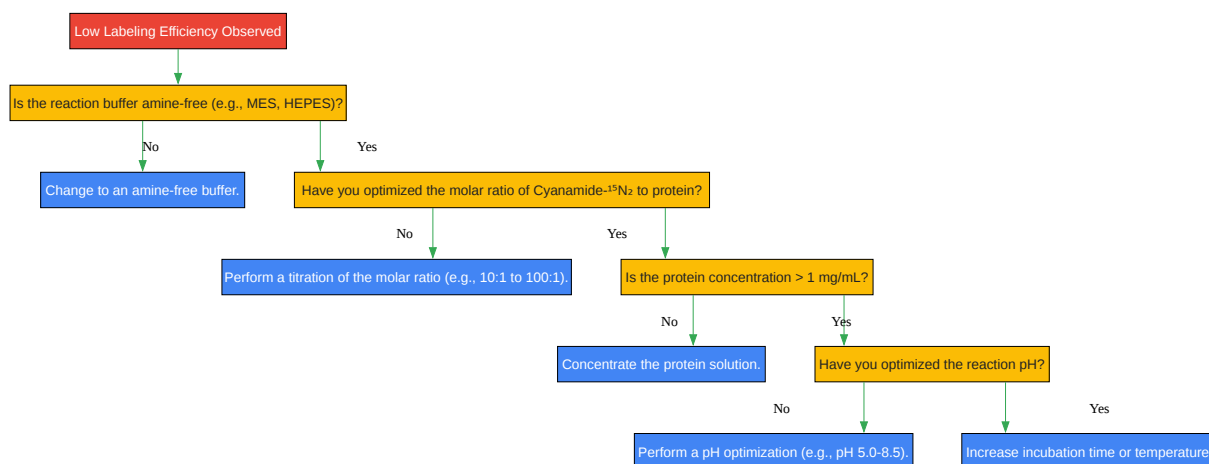 Low Labeling Efficiency Observed
Is the reaction buffer amine-free (e.g., MES, HEPES)?
No
Yes
Change to an amine-free buffer.
Have you optimized the molar ratio of Cyanamide-¹⁵N₂ to protein?
No
Yes
Perform a titration of the molar ratio (e.g., 10:1 to 100:1).
Is the protein concentration > 1 mg/mL?
No
Yes
Concentrate the protein solution.
Have you optimized the reaction pH?
No
Yes
Perform a pH optimization (e.g., pH 5.0-8.5).
Increase incubation time or temperature